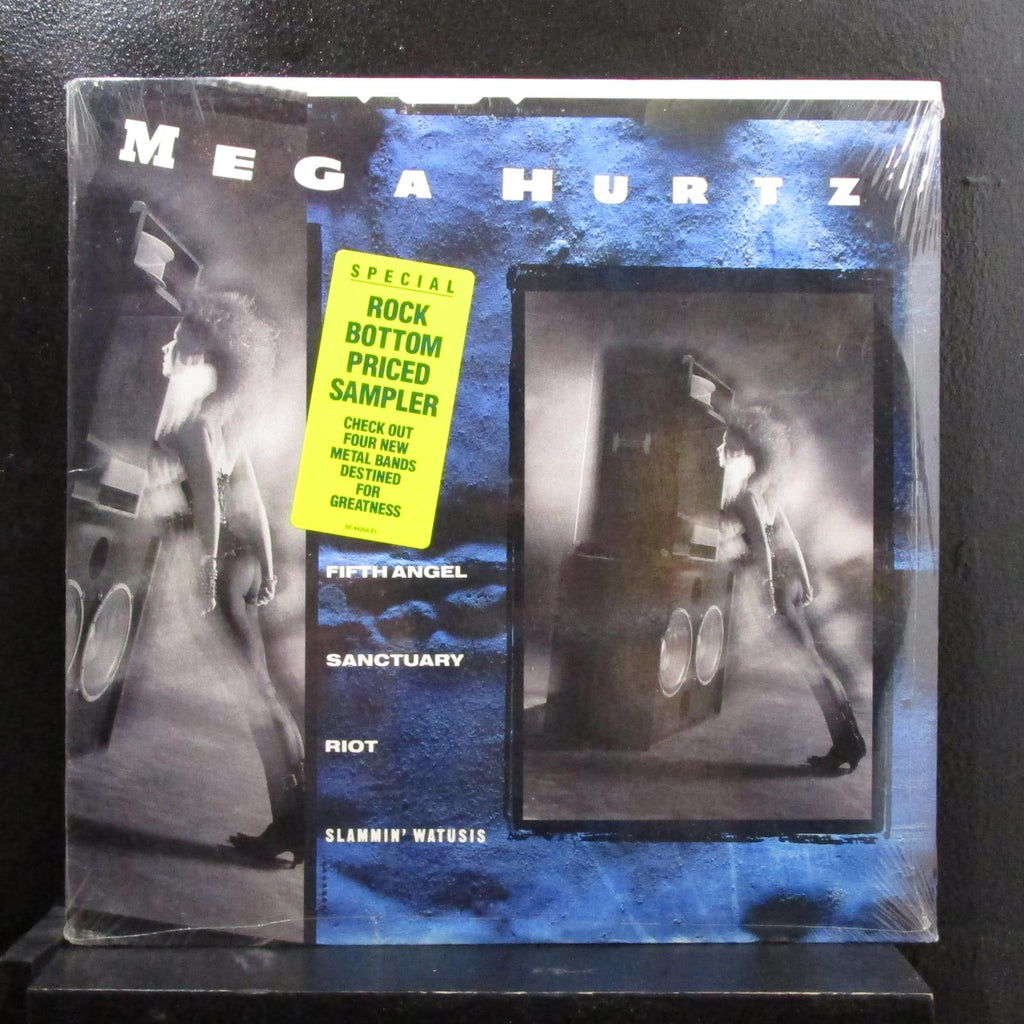 MEGA HURTZ
SPECIAL
ROCK
BOTTOM
PRICED
SAMPLER
CHECK OUT
FOUR NEW
METAL BANDS
DESTINED
FOR
GREATNESS
FIFTH ANGEL
SANCTUARY
RIOT
SLAMMIN' WATUSIS